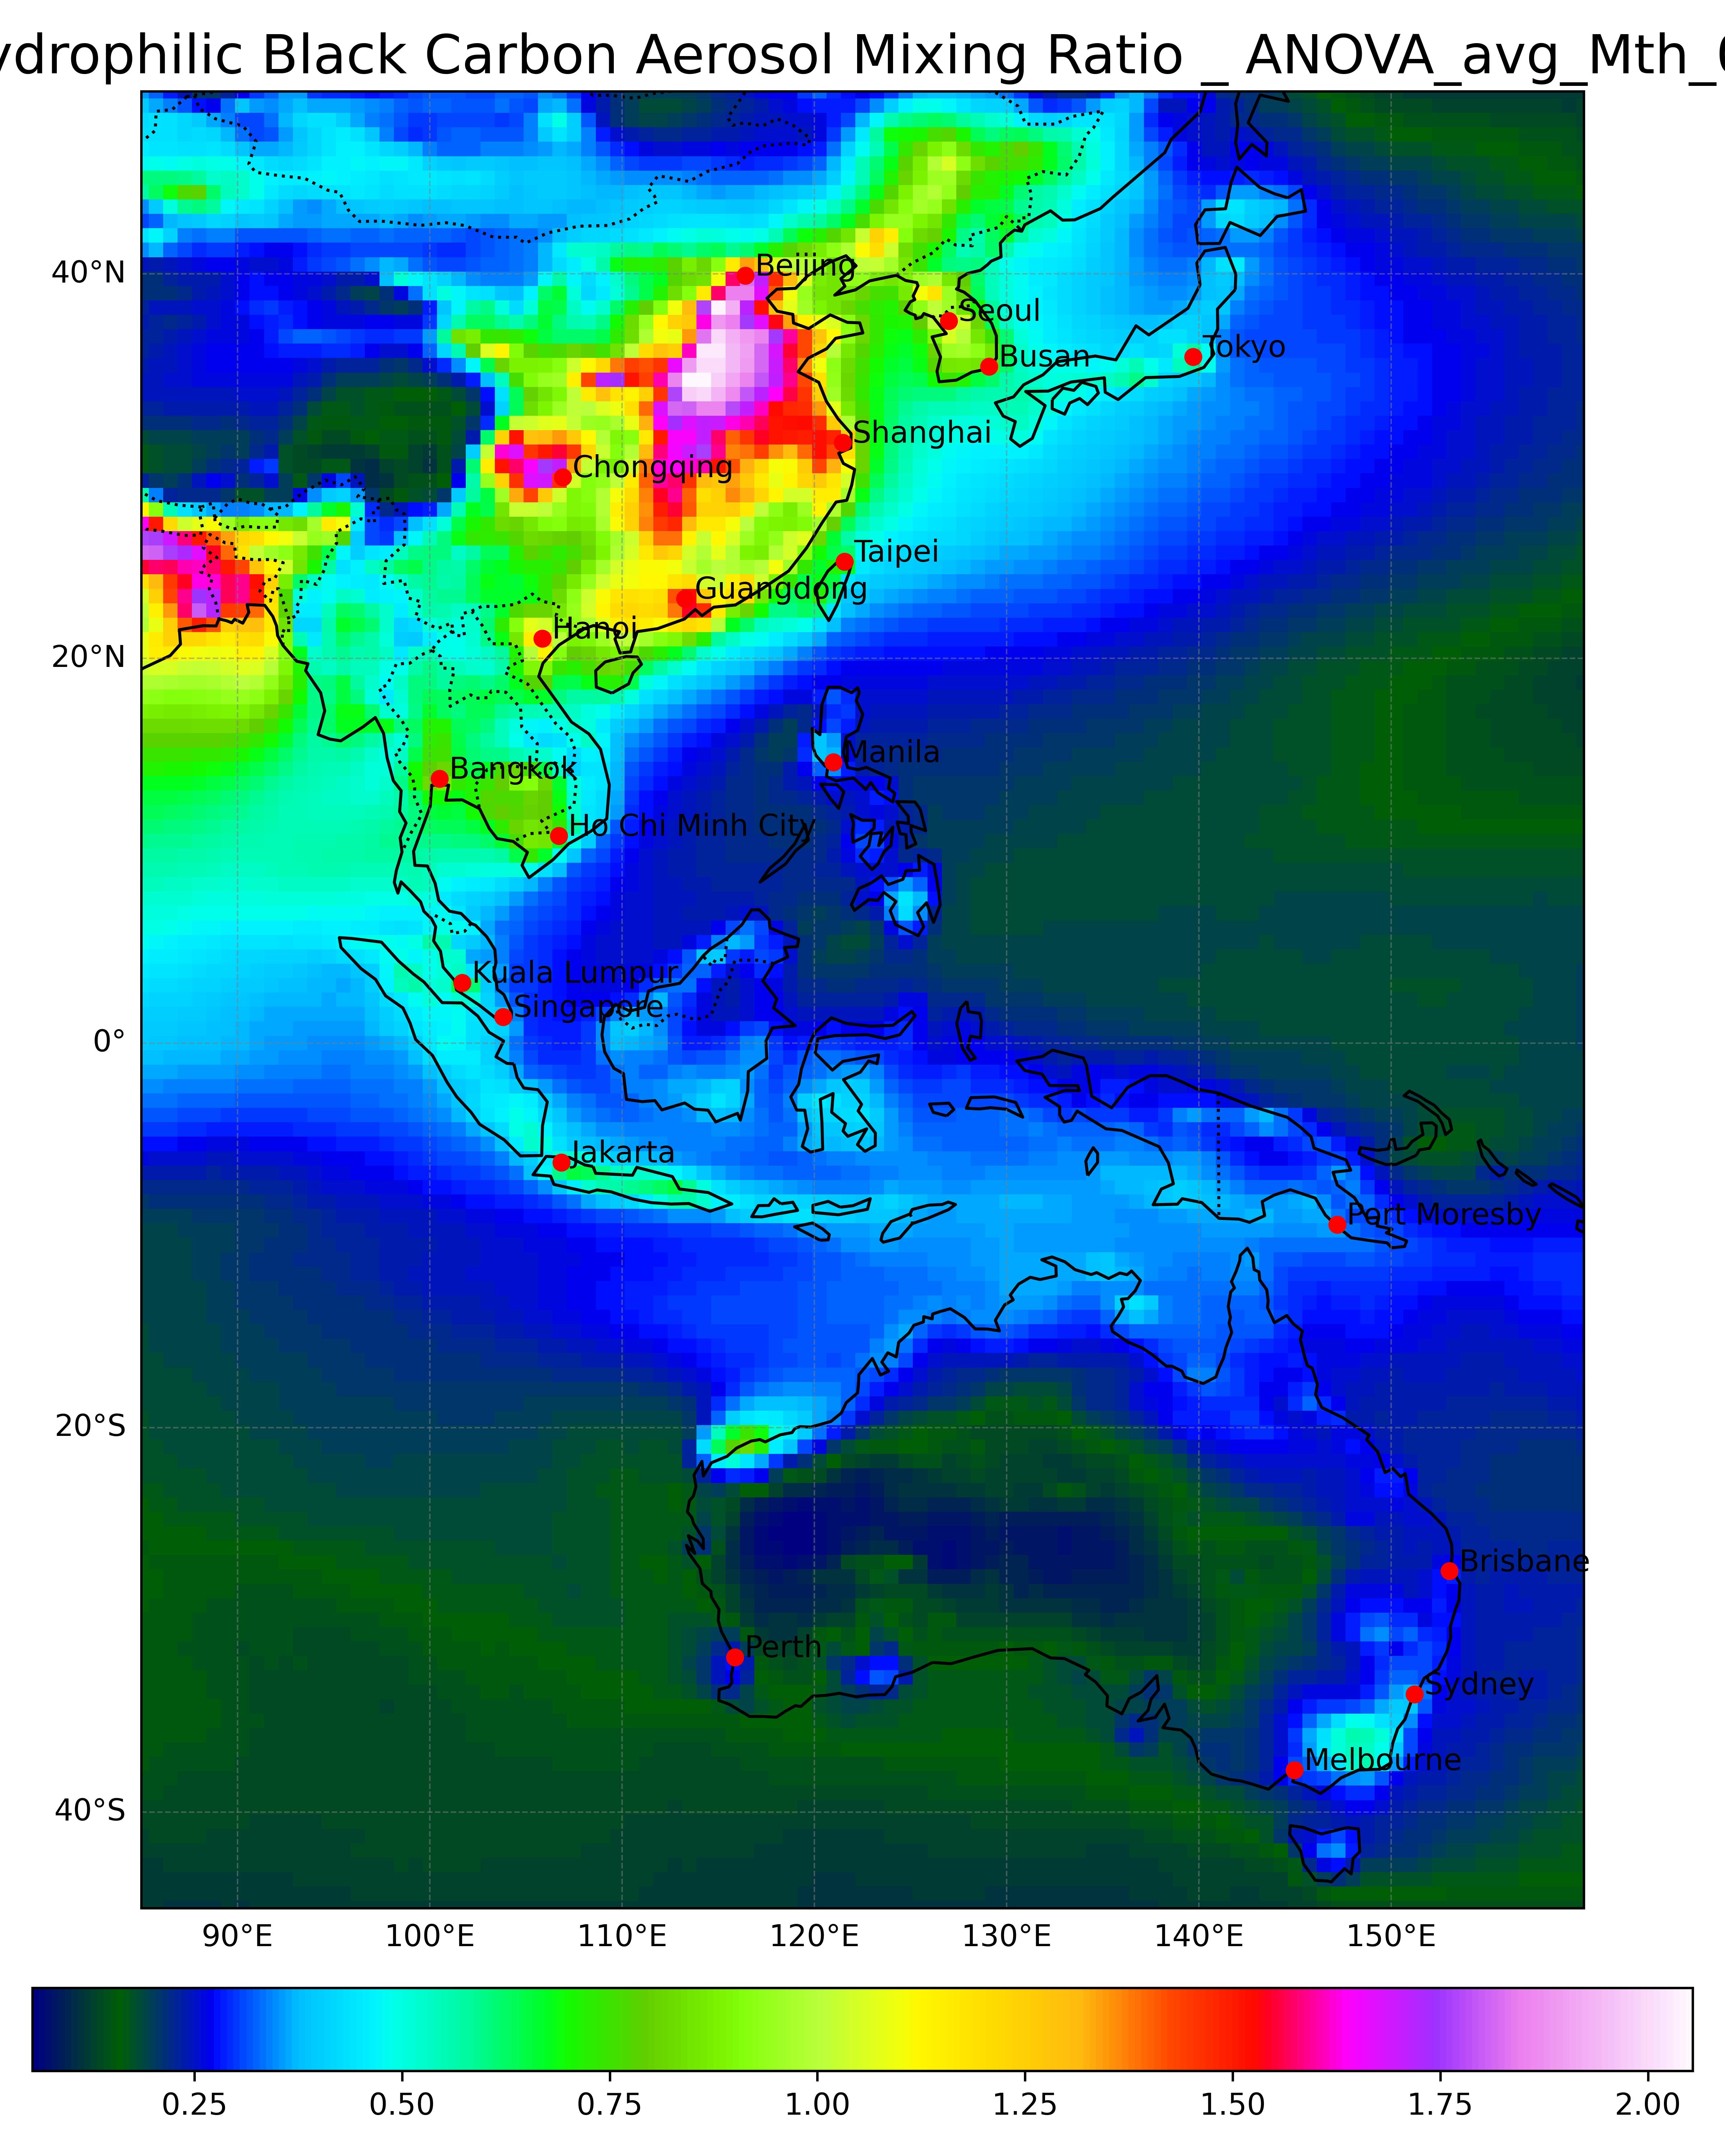 ydrophilic Black Carbon Aerosol Mixing Ratio _ ANOVA_avg_Mth_
Beijing
40°N
Seoul
Tokyo
Busan
Shanghai
Chongqing
Taipei
Guangdong
Hanoi
20°N
Manila
Bangkok
Ho Chi Minh City
Kuala Lumpur
Singapore
0°
Jakarta
Port Moresby
20°S
Brisbane
Perth
Sydney
Melbourne
40°S
90°E 100°E 110°E 120°E 130°E 140°E 150°E
0.25 0.50 0.75 1.00 1.25 1.50 1.75 2.00